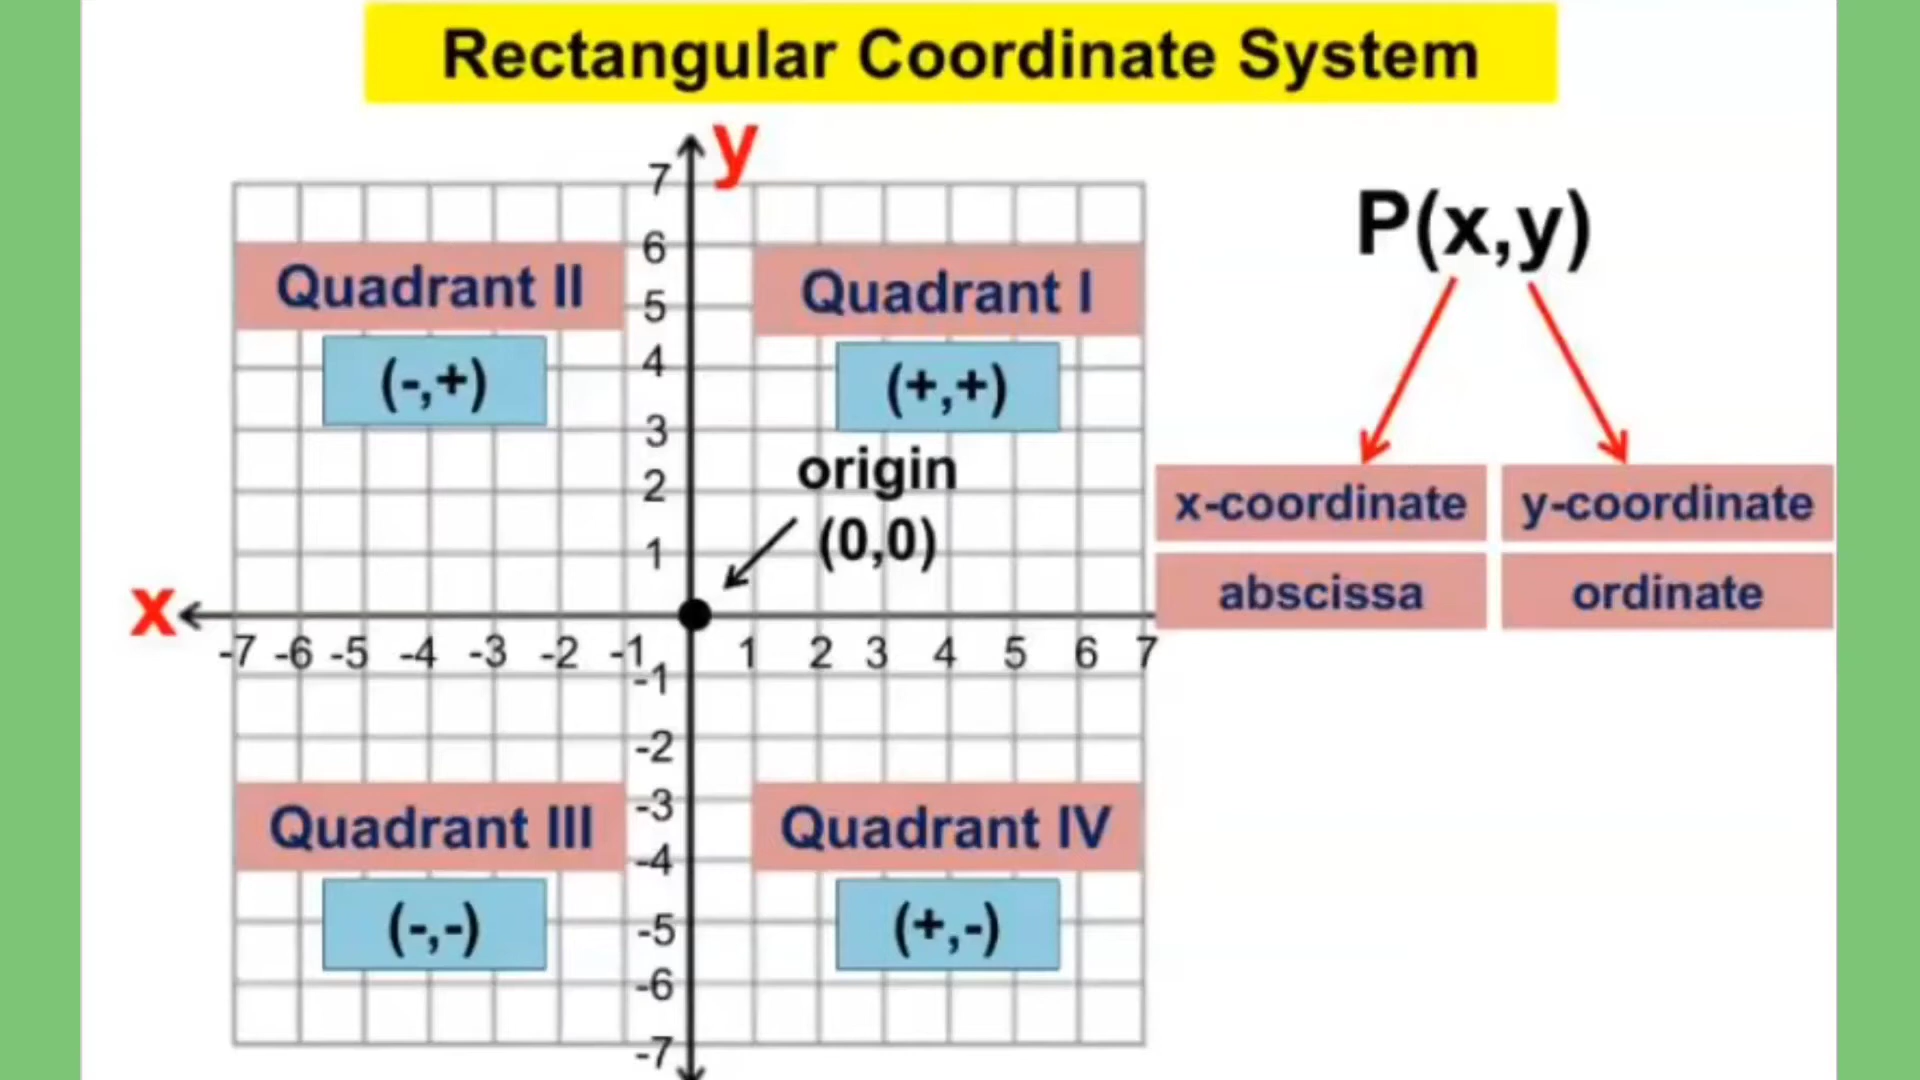 Rectangular Coordinate System
y
7
6
5
4
3
2
1
Quadrant II
(-,+)
Quadrant I
(+,+)
origin
(0,0)
x
-7 -6 -5 -4 -3 -2 -1 1 2 3 4 5 6 7
-1
-2
-3
-4
-5
-6
-7
Quadrant III
(-,-)
Quadrant IV
(+,-)
P(x,y)
x-coordinate y-coordinate
abscissa ordinate